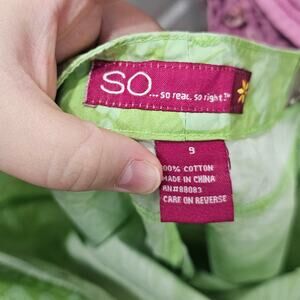 SO
... so real. so right.™
9
100% COTTON
MADE IN CHINA
RN#88083
CARE ON REVERSE